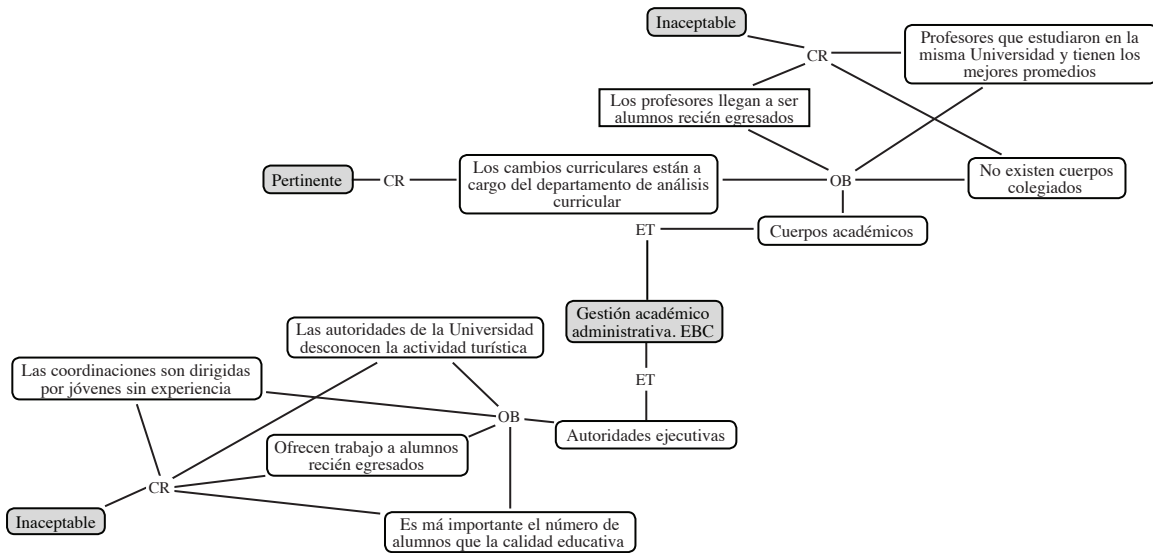 Inaceptable
CR
Profesores que estudiaron en la
misma Universidad y tienen los
mejores promedios
Los profesores llegan a ser
alumnos recién egresados
Pertinente
CR
Los cambios curriculares están a
cargo del departamento de análisis
curricular
OB
No existen cuerpos
colegiados
ET
Cuerpos académicos
Gestión académico
administrativa. EBC
Las autoridades de la Universidad
desconocen la actividad turística
Las coordinaciones son dirigidas
por jóvenes sin experiencia
ET
OB
Autoridades ejecutivas
Ofrecen trabajo a alumnos
recién egresados
CR
Inaceptable
Es má importante el número de
alumnos que la calidad educativa